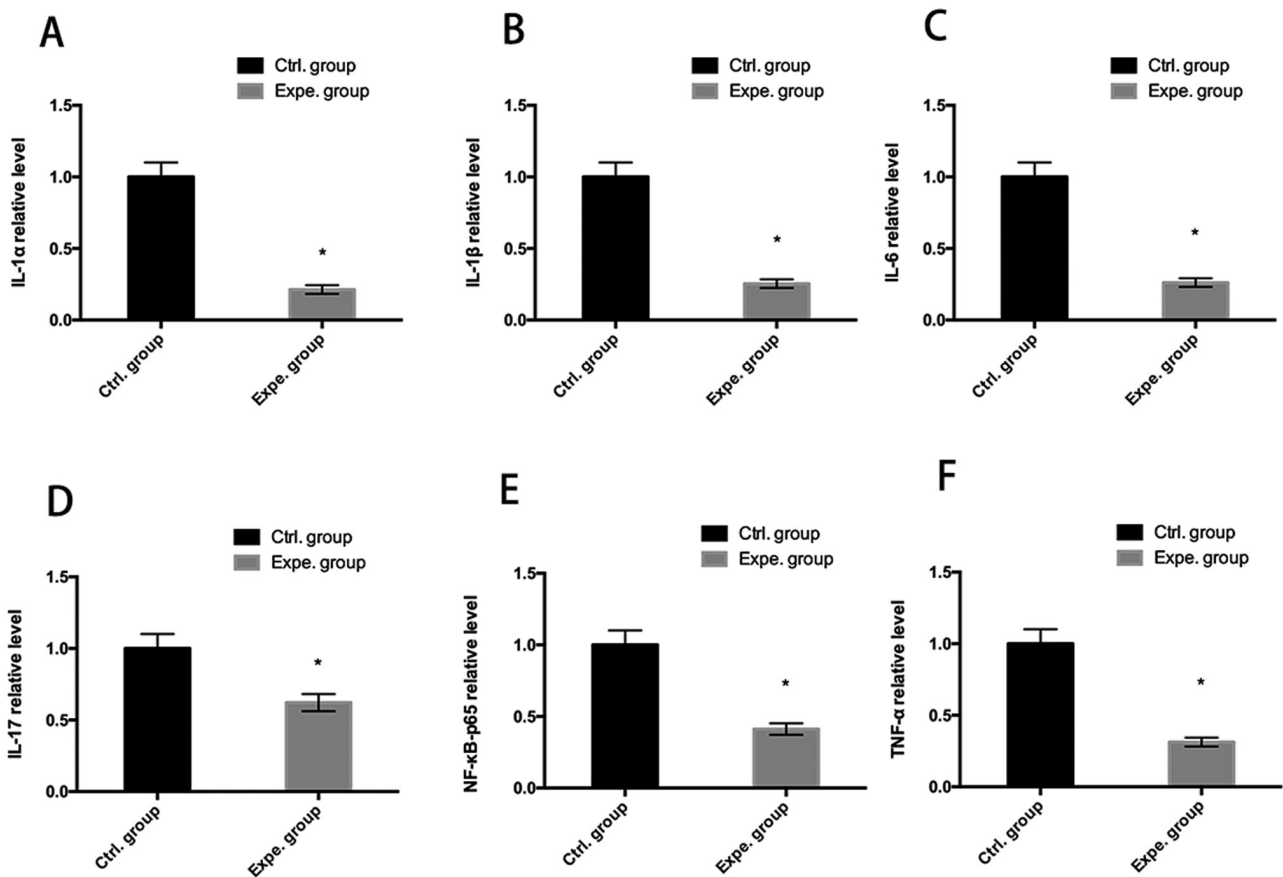 A
Ctrl. group
Expe. group
IL-1α relative level
1.5
1.0
0.5
0.0
*
Ctrl. group
Expe. group
B
Ctrl. group
Expe. group
IL-1β relative level
1.5
1.0
0.5
0.0
*
Ctrl. group
Expe. group
C
Ctrl. group
Expe. group
IL-6 relative level
1.5
1.0
0.5
0.0
*
Ctrl. group
Expe. group
D
Ctrl. group
Expe. group
IL-17 relative level
1.5
1.0
0.5
0.0
*
Ctrl. group
Expe. group
E
Ctrl. group
Expe. group
NF-κB-p65 relative level
1.5
1.0
0.5
0.0
*
Ctrl. group
Expe. group
F
Ctrl. group
Expe. group
TNF-α relative level
1.5
1.0
0.5
0.0
*
Ctrl. group
Expe. group